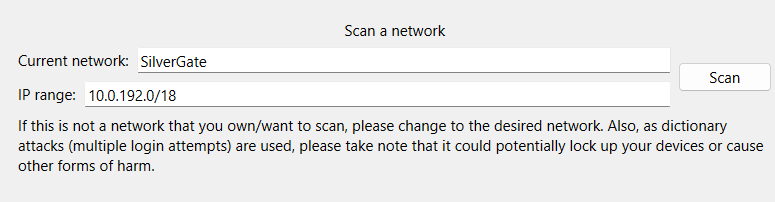 Scan a network
Current network: SilverGate
Scan
IP range: 10.0.192.0/18
If this is not a network that you own/want to scan, please change to the desired network. Also, as dictionary
attacks (multiple login attempts) are used, please take note that it could potentially lock up your devices or cause
other forms of harm.